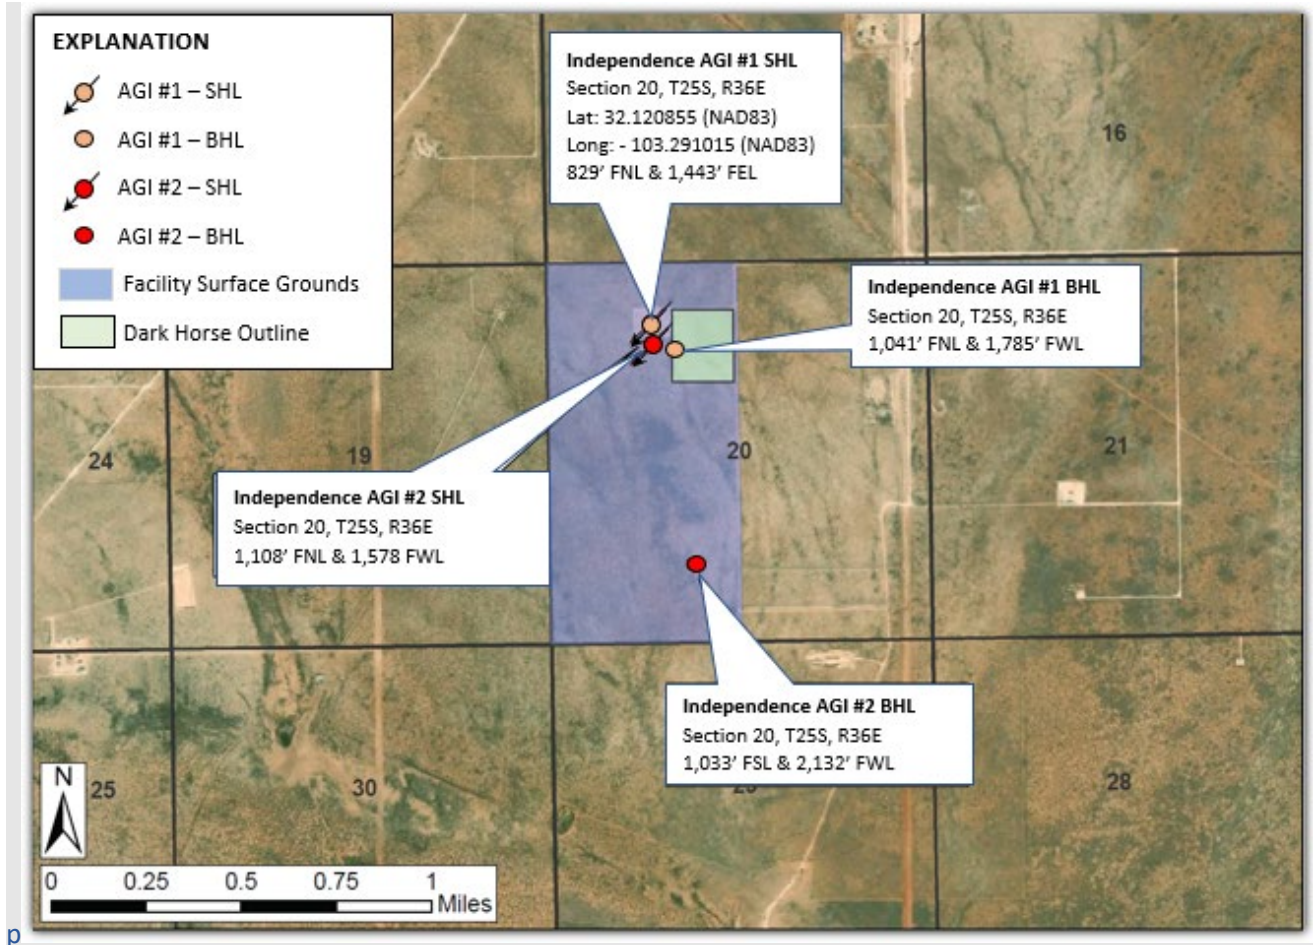 EXPLANATION
AGI #1 – SHL
AGI #1 – BHL
AGI #2 – SHL
AGI #2 – BHL
Facility Surface Grounds
Dark Horse Outline
Independence AGI #1 SHL
Section 20, T25S, R36E
Lat: 32.120855 (NAD83)
Long: - 103.291015 (NAD83)
829’ FNL & 1,443’ FEL
16
Independence AGI #1 BHL
Section 20, T25S, R36E
1,041’ FNL & 1,785’ FWL
24
19
20
21
Independence AGI #2 SHL
Section 20, T25S, R36E
1,108’ FNL & 1,578 FWL
Independence AGI #2 BHL
Section 20, T25S, R36E
1,033’ FSL & 2,132’ FWL
N
25
30
28
0 0.25 0.5 0.75 1
Miles
p